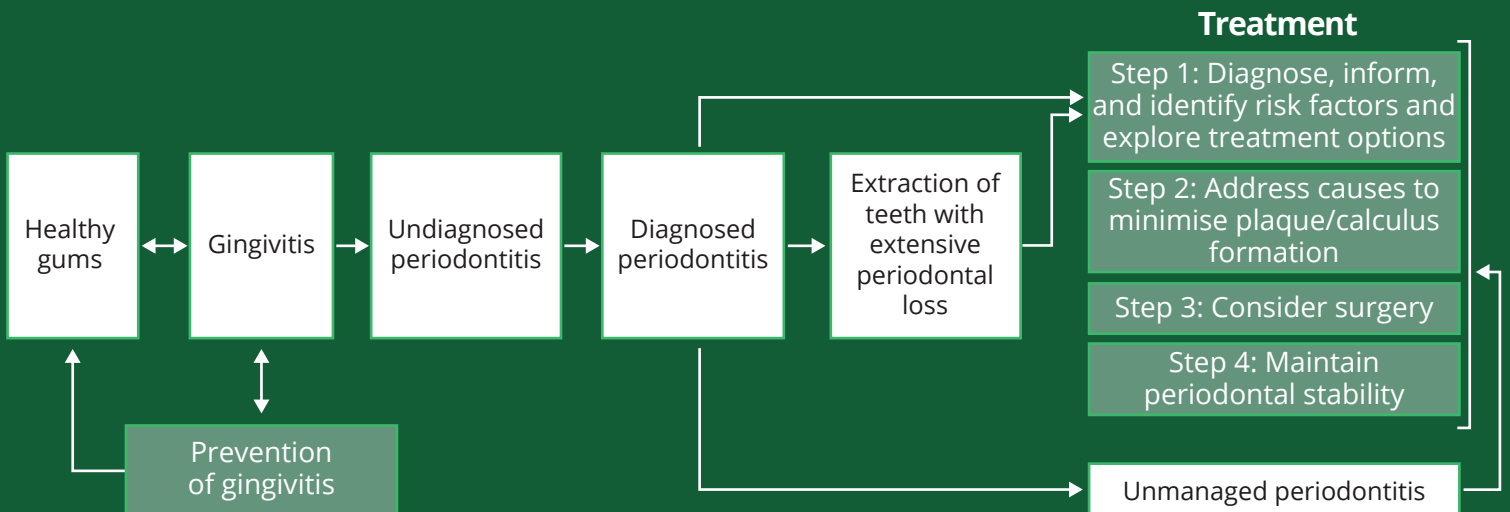 Treatment
Step 1: Diagnose, inform,
and identify risk factors and
explore treatment options
Healthy
gums
Gingivitis
Undiagnosed
periodontitis
Diagnosed
periodontitis
Extraction of
teeth with
extensive
periodontal
loss
Step 2: Address causes to
minimise plaque/calculus
formation
Step 3: Consider surgery
Step 4: Maintain
periodontal stability
Prevention
of gingivitis
Unmanaged periodontitis